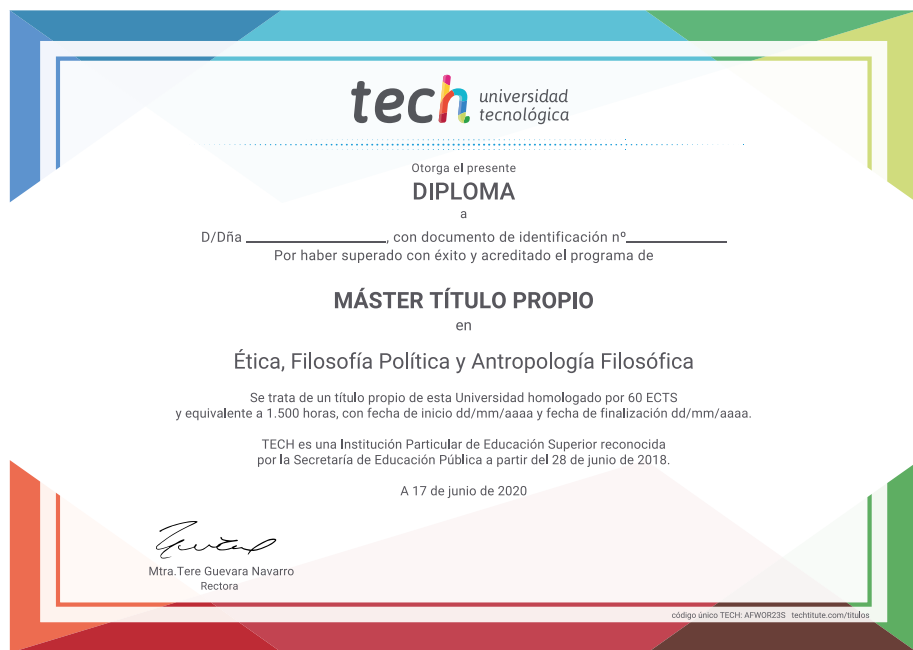 tech universidad
tecnológica
Otorga el presente
DIPLOMA
a
D/Dña ________________, con documento de identificación nº____________
Por haber superado con éxito y acreditado el programa de
MÁSTER TÍTULO PROPIO
en
Ética, Filosofía Política y Antropología Filosófica
Se trata de un título propio de esta Universidad homologado por 60 ECTS
y equivalente a 1.500 horas, con fecha de inicio dd/mm/aaaa y fecha de finalización dd/mm/aaaa.
TECH es una Institución Particular de Educación Superior reconocida
por la Secretaría de Educación Pública a partir del 28 de junio de 2018.
A 17 de junio de 2020
Mtra.Tere Guevara Navarro
Rectora
código único TECH: AFWOR23S techtitute.com/titulos